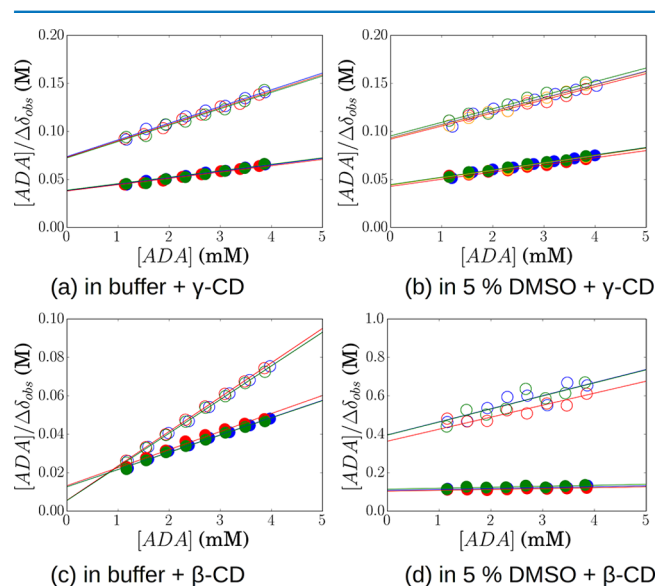 0.20
0.15
0.10
0.05
0.00
[ADA]/Δδobs (M)
0 1 2 3 4 5
[ADA] (mM)
(a) in buffer + γ-CD
0.20
0.15
0.10
0.05
0.00
[ADA]/Δδobs (M)
0 1 2 3 4 5
[ADA] (mM)
(b) in 5 % DMSO + γ-CD
0.10
0.08
0.06
0.04
0.02
0.00
[ADA]/Δδobs (M)
0 1 2 3 4 5
[ADA] (mM)
(c) in buffer + β-CD
1.0
0.8
0.6
0.4
0.2
0.0
[ADA]/Δδobs (M)
0 1 2 3 4 5
[ADA] (mM)
(d) in 5 % DMSO + β-CD